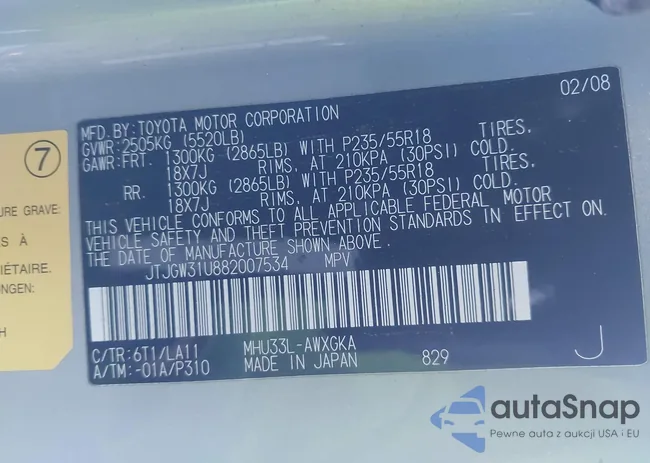 02/08
MFD.BY:TOYOTA MOTOR CORPORATION
GVWR:2505KG (5520LB)
GAWR:FRT. 1300KG (2865LB) WITH P235/55R18 TIRES,
18X7J RIMS, AT 210KPA (30PSI) COLD.
RR. 1300KG (2865LB) WITH P235/55R18 TIRES,
18X7J RIMS, AT 210KPA (30PSI) COLD.
THIS VEHICLE CONFORMS TO ALL APPLICABLE FEDERAL MOTOR
VEHICLE SAFETY AND THEFT PREVENTION STANDARDS IN EFFECT ON
THE DATE OF MANUFACTURE SHOWN ABOVE.
JTJGW31U882007534 MPV
C/TR:6T1/LA11 MHU33L-AWXGKA
A/TM:-01A/P310 MADE IN JAPAN 829 J
7
URE GRAVE:
ES À
IÉTAIRE.
ONGEN:
H
autaSnap
Pewne auta z aukcji USA i EU